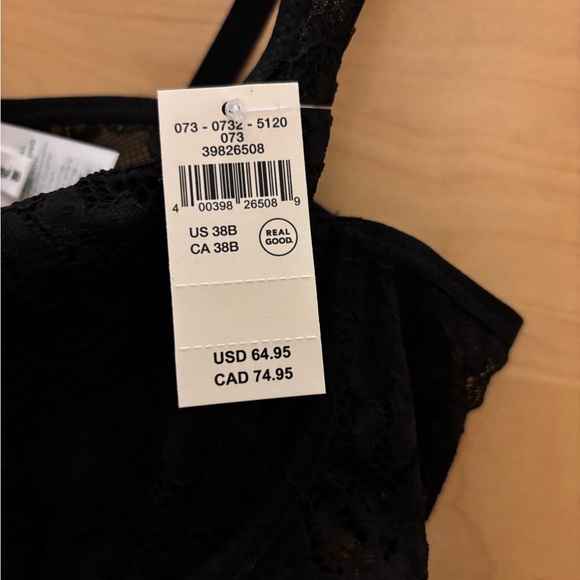 073 - 0732 - 5120
073
39826508
4 00398 26508 9
US 38B
CA 38B
REAL
GOOD.
USD 64.95
CAD 74.95